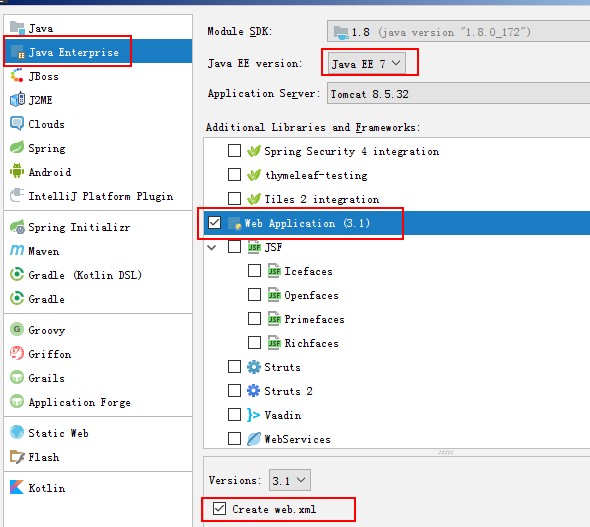 Java
Java Enterprise
JBoss
J2ME
Clouds
Spring
Android
IntelliJ Platform Plugin
Spring Initializr
Maven
Gradle (Kotlin DSL)
Gradle
Groovy
Griffon
Grails
Application Forge
Static Web
Flash
Kotlin
Module SDK: 1.8 (java version "1.8.0_172")
Java EE version: Java EE 7
Application Server: Tomcat 8.5.32
Additional Libraries and Frameworks:
Spring Security 4 integration
thymeleaf-testing
Tiles 2 integration
Web Application (3.1)
JSF
Icefaces
Openfaces
Primefaces
Richfaces
Struts
Struts 2
Vaadin
WebServices
Versions: 3.1
Create web.xml